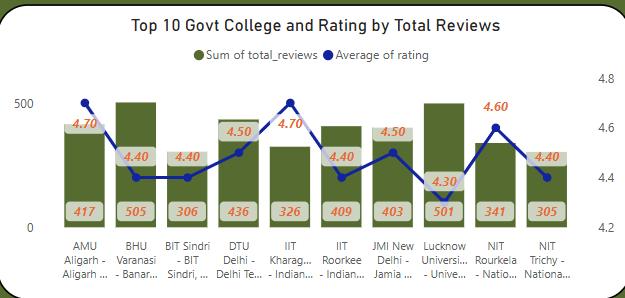 Top 10 Govt College and Rating by Total Reviews
Sum of total_reviews Average of rating
500
0
4.8
4.6
4.4
4.2
4.70 4.40 4.40 4.50 4.70 4.40 4.50 4.30 4.60 4.40
417 505 306 436 326 409 403 501 341 305
AMU
Aligarh -
Aligarh ...
BHU
Varanasi
- Banar...
BIT Sindri
- BIT
Sindri, ...
DTU
Delhi -
Delhi Te...
IIT
Kharag...
- Indian...
IIT
Roorkee
- Indian...
JMI New
Delhi -
Jamia ...
Lucknow
Universi...
- Unive...
NIT
Rourkela
- Natio...
NIT
Trichy -
Nationa...